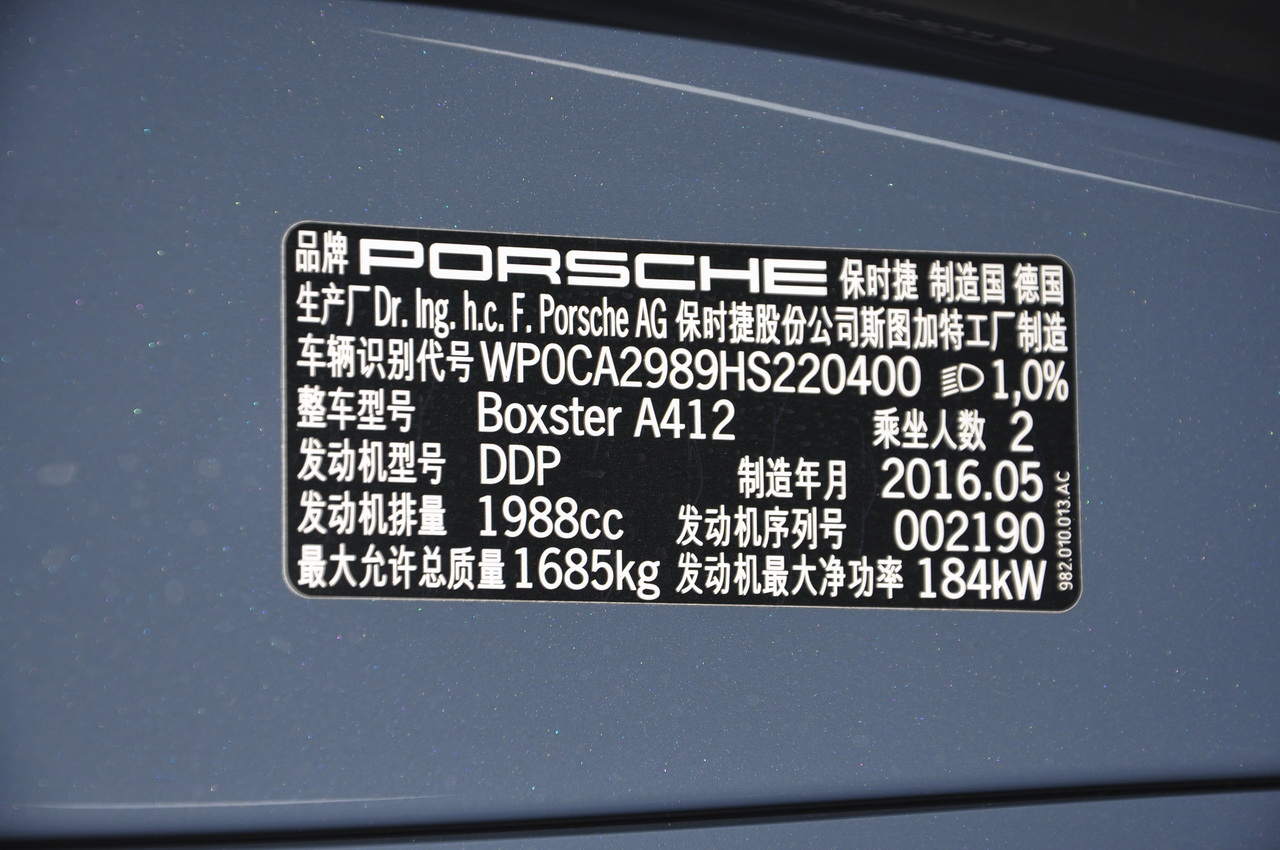 品牌 PORSCHE 保时捷 制造国 德国
生产厂 Dr. Ing. h.c. F. Porsche AG 保时捷股份公司斯图加特工厂制造
车辆识别代号 WP0CA2989HS220400 1,0%
整车型号 Boxster A412 乘坐人数 2
发动机型号 DDP 制造年月 2016.05
发动机排量 1988cc 发动机序列号 002190
最大允许总质量 1685kg 发动机最大净功率 184kW
982.010.013.AC